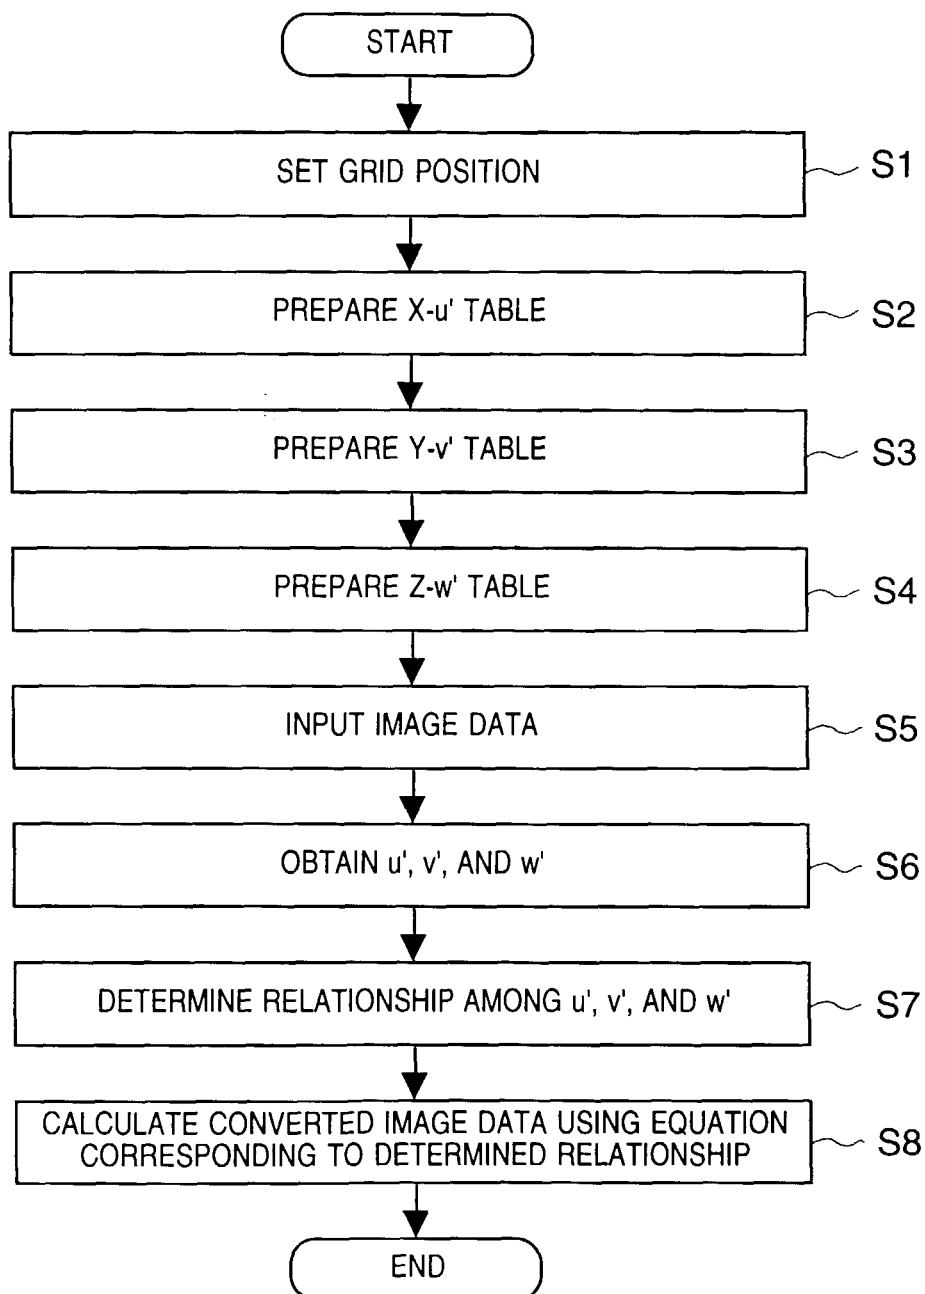 START
SET GRID POSITION
S1
PREPARE X-u' TABLE
S2
PREPARE Y-v' TABLE
S3
PREPARE Z-w' TABLE
S4
INPUT IMAGE DATA
S5
OBTAIN u', v', AND w'
S6
DETERMINE RELATIONSHIP AMONG u', v', AND w'
S7
CALCULATE CONVERTED IMAGE DATA USING EQUATION
CORRESPONDING TO DETERMINED RELATIONSHIP
S8
END